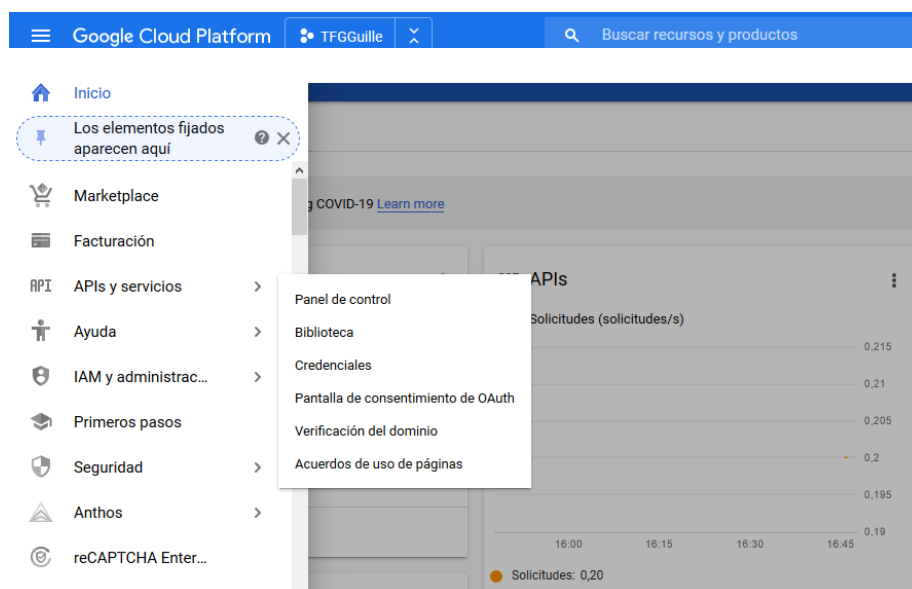 Google Cloud Platform
TFGGuille
Buscar recursos y productos
Inicio
Los elementos fijados
aparecen aquí
Marketplace
Facturación
API APIs y servicios
Ayuda
IAM y administrac...
Primeros pasos
Seguridad
Anthos
reCAPTCHA Enter...
Panel de control
Biblioteca
Credenciales
Pantalla de consentimiento de OAuth
Verificación del dominio
Acuerdos de uso de páginas
COVID-19 Learn more
APIs
Solicitudes (solicitudes/s)
0,215
0,21
0,205
0,2
0,195
0,19
16:00 16:15 16:30 16:45
Solicitudes: 0,20